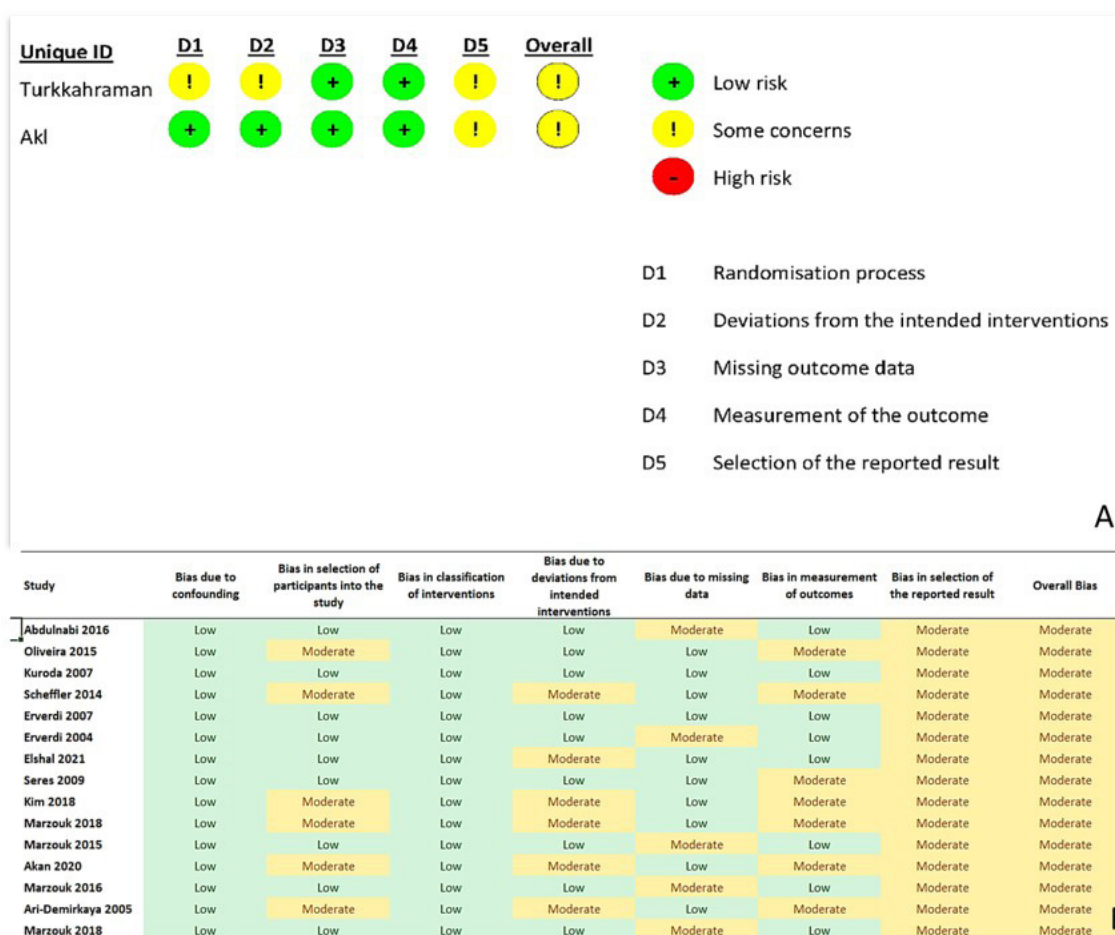 Unique ID D1 D2 D3 D4 D5 Overall
Turkkahraman ! ! + + ! !
Akl + + + + ! !
+ Low risk
! Some concerns
- High risk
D1 Randomisation process
D2 Deviations from the intended interventions
D3 Missing outcome data
D4 Measurement of the outcome
D5 Selection of the reported result
A
Study
Bias due to
confounding
Bias in selection of
participants into the
study
Bias in classification
of interventions
Bias due to
deviations from
intended
interventions
Bias due to missing
data
Bias in measurement
of outcomes
Bias in selection of
the reported result
Overall Bias
Abdulnabi 2016 Low Low Low Low Moderate Low Moderate Moderate
Oliveira 2015 Low Moderate Low Low Low Moderate Moderate Moderate
Kuroda 2007 Low Low Low Low Low Low Moderate Moderate
Scheffler 2014 Low Moderate Low Moderate Low Moderate Moderate Moderate
Erverdi 2007 Low Low Low Low Low Low Moderate Moderate
Erverdi 2004 Low Low Low Low Moderate Low Moderate Moderate
Elshal 2021 Low Low Low Moderate Low Low Moderate Moderate
Seres 2009 Low Low Low Low Low Moderate Moderate Moderate
Kim 2018 Low Moderate Low Moderate Low Moderate Moderate Moderate
Marzouk 2018 Low Moderate Low Moderate Low Moderate Moderate Moderate
Marzouk 2015 Low Low Low Low Moderate Low Moderate Moderate
Akan 2020 Low Moderate Low Moderate Low Moderate Moderate Moderate
Marzouk 2016 Low Low Low Low Moderate Low Moderate Moderate
Ari-Demirkaya 2005 Low Moderate Low Moderate Low Moderate Moderate Moderate
Marzouk 2018 Low Low Low Low Moderate Low Moderate Moderate